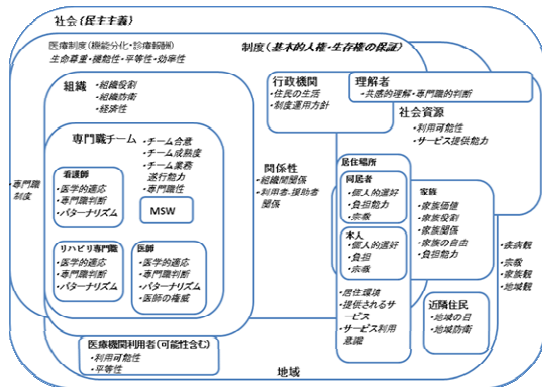 社会{民主主義}
医療制度(機能分化・診療報酬)
生命尊重・機能性・平等性・効率性
制度(基本的人権・生存権の保証)
組織
・組織役割
・組織防衛
・経済性
行政機関
・住民の生活
・制度運用方針
理解者
・共感的理解・専門職的判断
社会資源
・利用可能性
・サービス提供能力
専門職チーム
・チーム合意
・チーム成熟度
・チーム業務
遂行能力
・専門職性
看護師
・医学的適応
・専門職判断
・パターナリズム
MSW
リハビリ専門職
・医学的適応
・専門職判断
・パターナリズム
医師
・医学的適応
・専門職判断
・パターナリズム
・医師の権威
・専門職
制度
関係性
・組織間関係
・利用者-援助者
関係
居住場所
同居者
・個人的選好
・負担能力
・宗教
本人
・個人的選好
・負担
・宗教
・居住環境
・提供されるサ
ービス
・サービス利用
意識
家族
・家族価値
・家族役割
・家族関係
・家族の自由
・負担能力
近隣住民
・地域の目
・地域防衛
・疾病観
・宗教
・家族観
・地域観
医療機関利用者(可能性含む)
・利用可能性
・平等性
地域